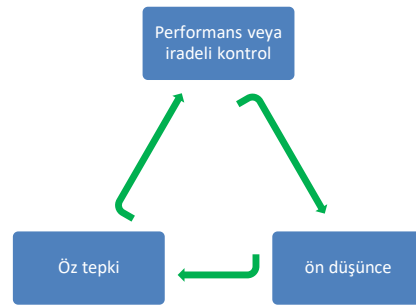 Performans veya
iradeli kontrol
Öz tepki
ön düşünce